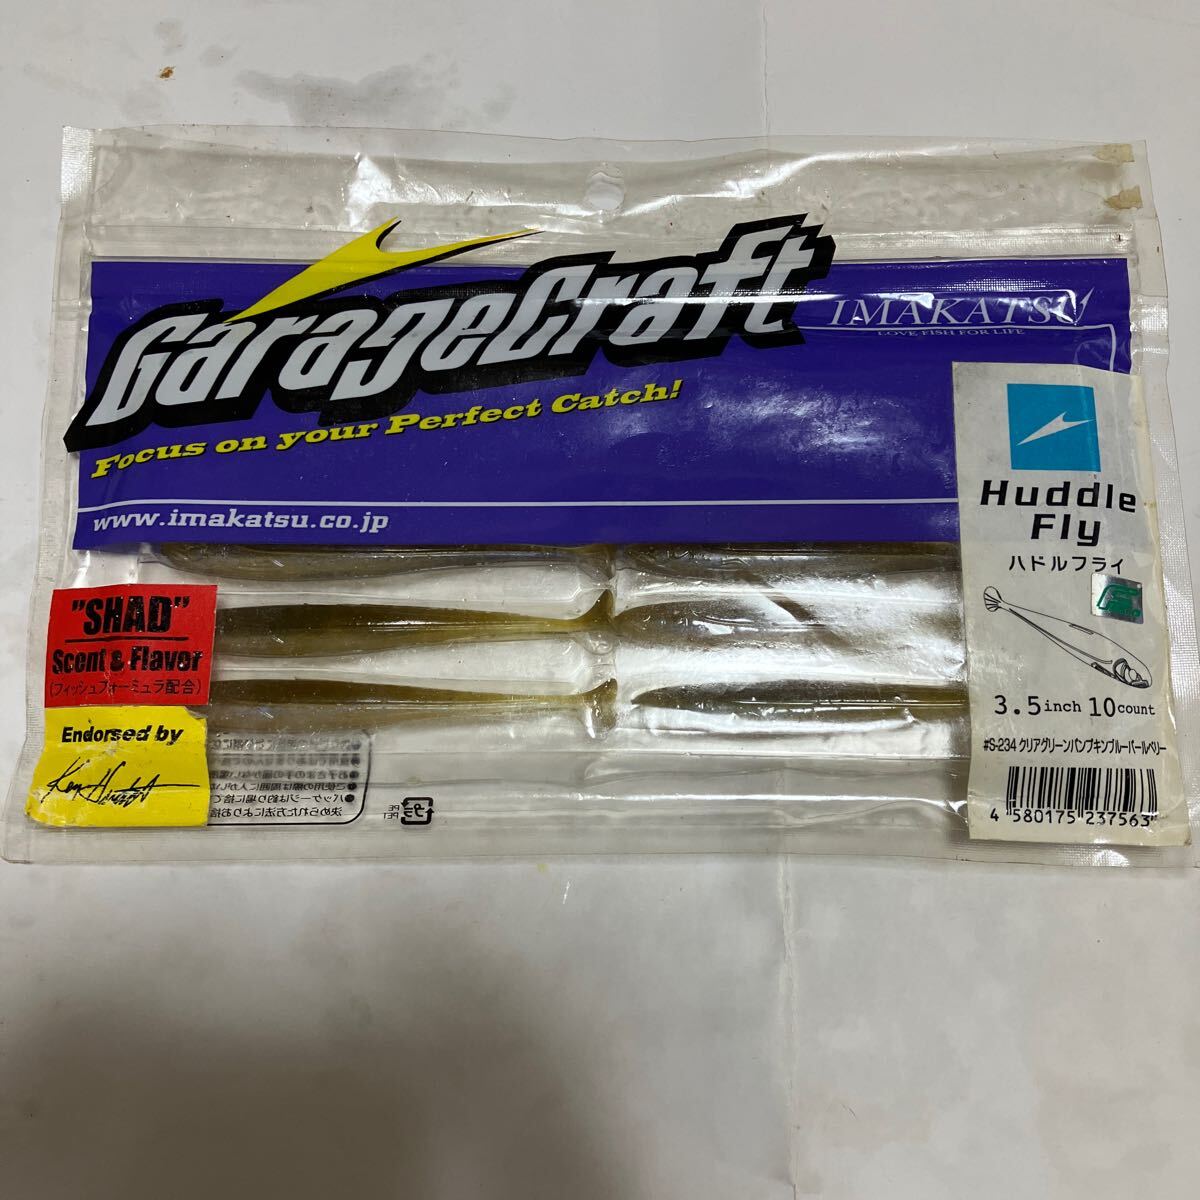 GarageCraft
IMAKATSU
LOVE FISH FOR LIFE
Focus on your Perfect Catch!
www.imakatsu.co.jp
Huddle
Fly
ハドルフライ
3.5inch 10count
#S-234 クリアグリーンパンプキンブルーパールベリー
4 580175 237563
"SHAD"
Scent & Flavor
(フィッシュフォーミュラ配合)
Endorsed by
PE
PET